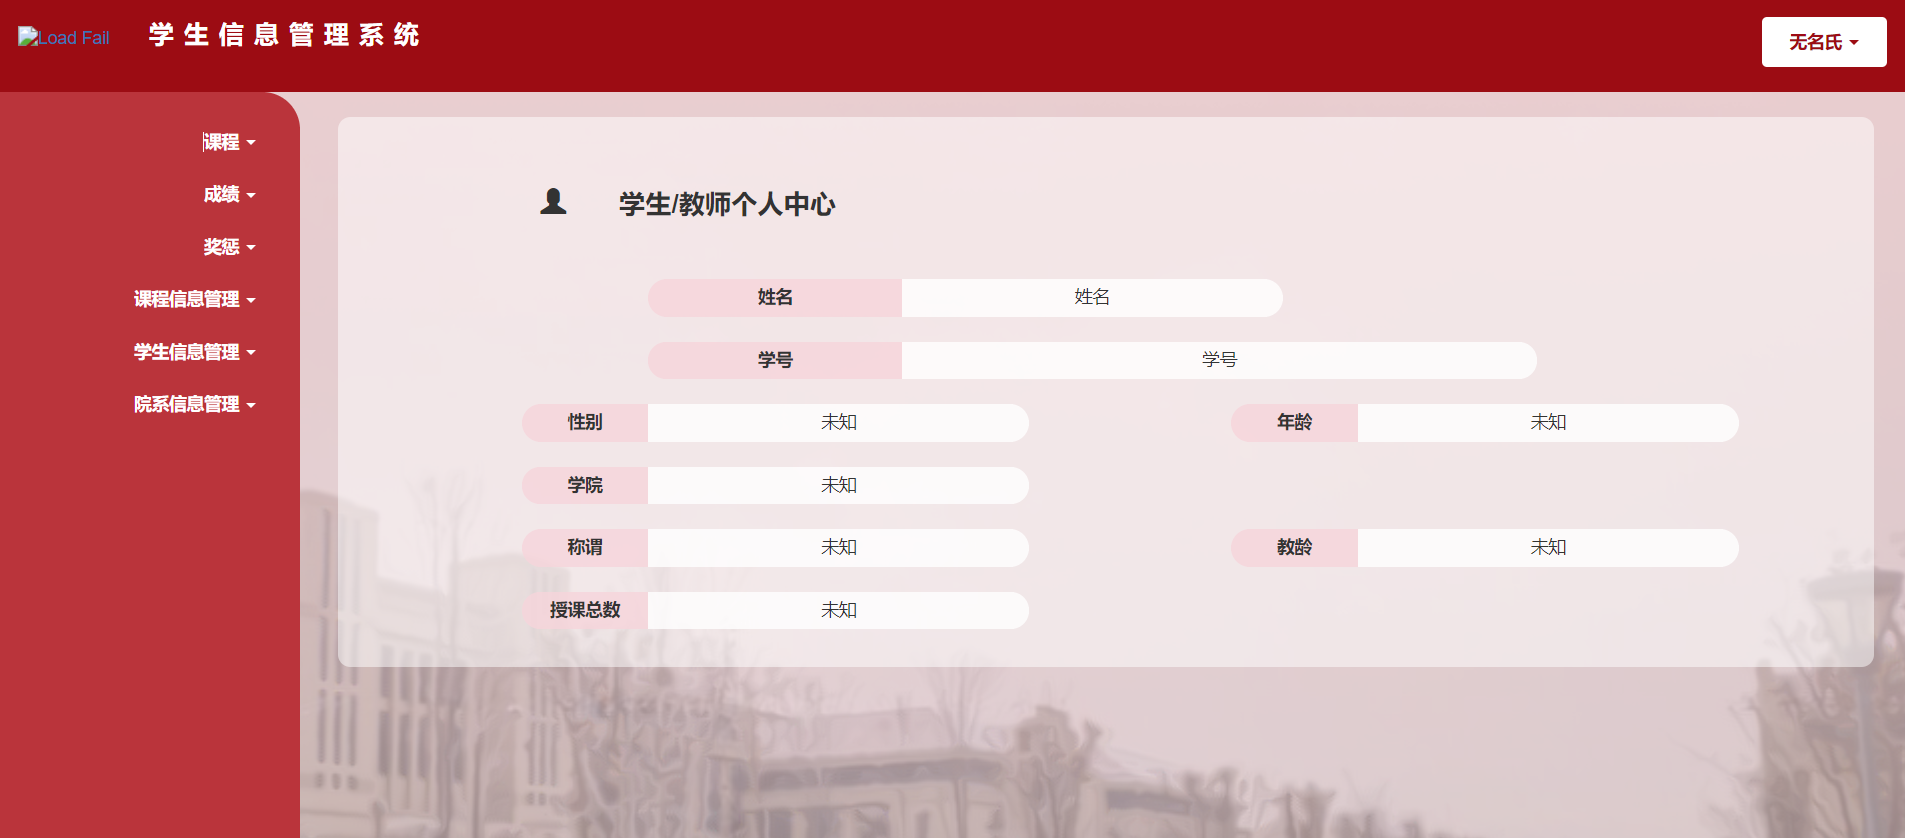 Load Fail
学生信息管理系统
无名氏
课程
成绩
奖惩
课程信息管理
学生信息管理
院系信息管理
学生/教师个人中心
姓名 姓名
学号 学号
性别 未知 年龄 未知
学院 未知
称谓 未知 教龄 未知
授课总数 未知